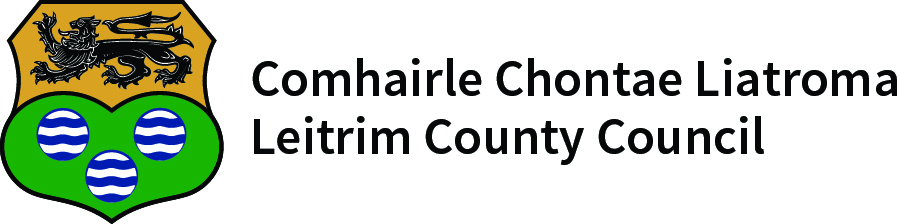 Comhairle Chontae Liatroma
Leitrim County Council